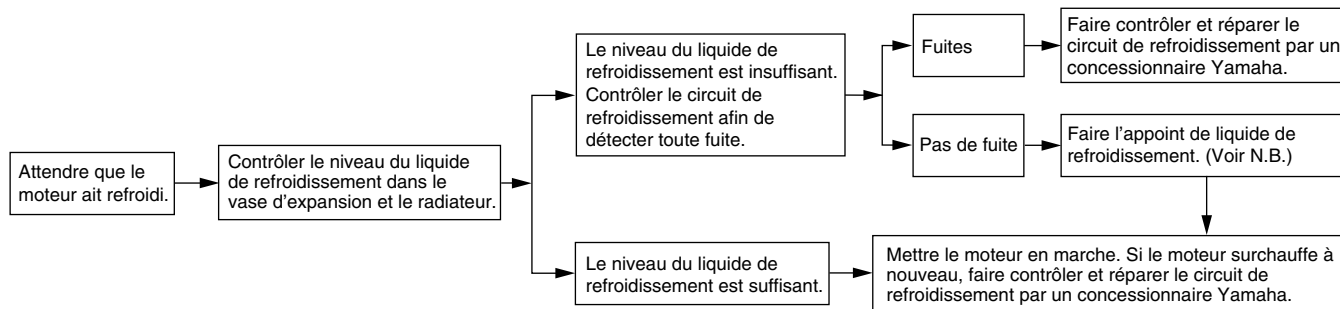 Attendre que le
moteur ait refroidi.
Contrôler le niveau du liquide
de refroidissement dans le
vase d’expansion et le radiateur.
Le niveau du liquide de
refroidissement est insuffisant.
Contrôler le circuit de
refroidissement afin de
détecter toute fuite.
Fuites
Faire contrôler et réparer le
circuit de refroidissement par un
concessionnaire Yamaha.
Pas de fuite
Faire l’appoint de liquide de
refroidissement. (Voir N.B.)
Le niveau du liquide de
refroidissement est suffisant.
Mettre le moteur en marche. Si le moteur surchauffe à
nouveau, faire contrôler et réparer le circuit de
refroidissement par un concessionnaire Yamaha.